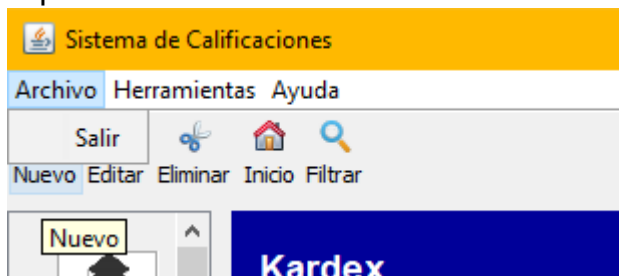 Sistema de Calificaciones
Archivo Herramientas Ayuda
Salir
Nuevo Editar Eliminar Inicio Filtrar
Nuevo
Kardex